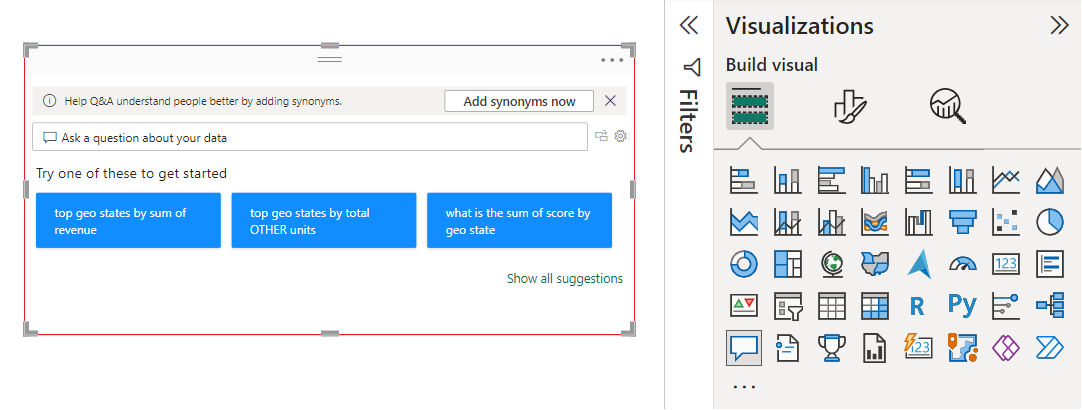 Help Q&A understand people better by adding synonyms.
Add synonyms now
Ask a question about your data
Try one of these to get started
top geo states by sum of
revenue
top geo states by total
OTHER units
what is the sum of score by
geo state
Show all suggestions
Filters
Visualizations
Build visual
123
R
Py
123